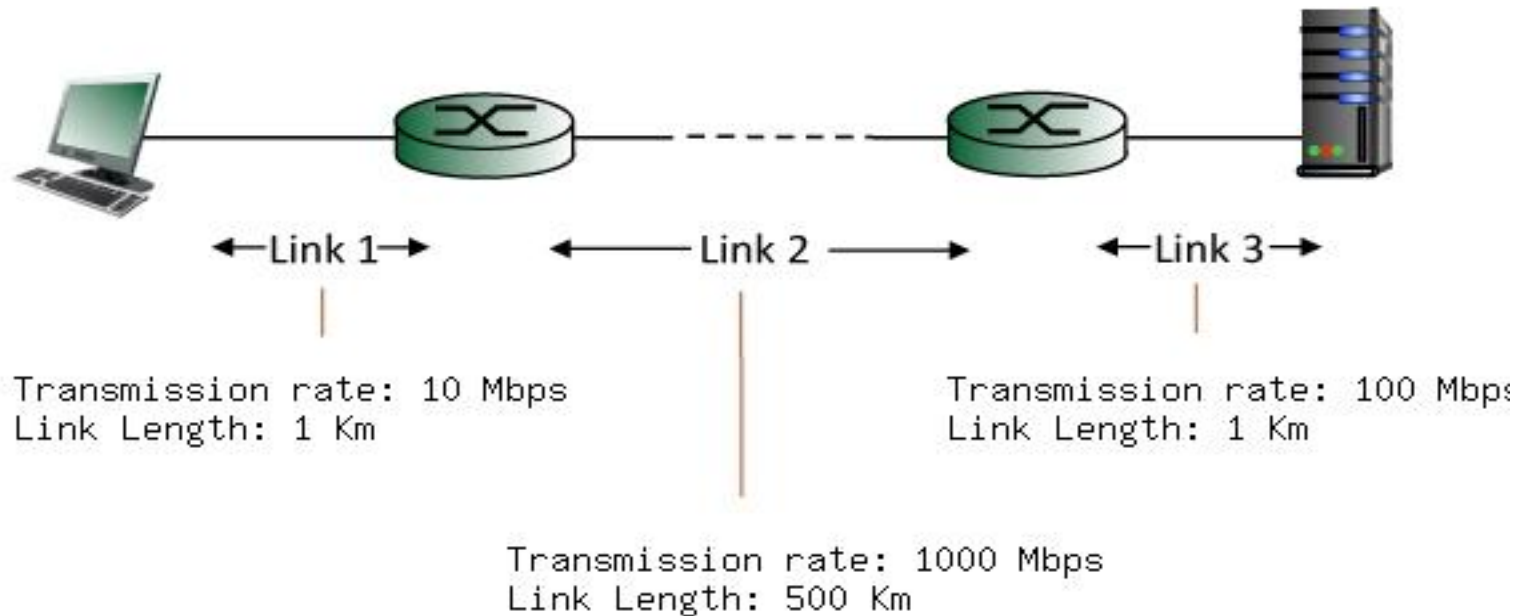 Link 1
Link 2
Link 3
Transmission rate: 10 Mbps
Link Length: 1 Km
Transmission rate: 100 Mbps
Link Length: 1 Km
Transmission rate: 1000 Mbps
Link Length: 500 Km